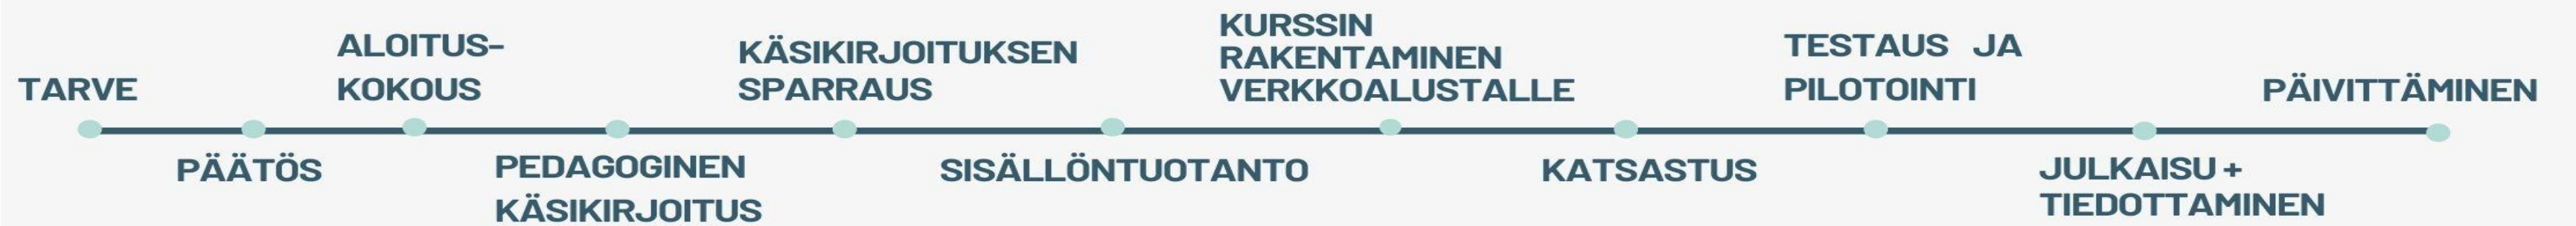 TARVE
PÄÄTÖS
ALOITUS-
KOKOUS
PEDAGOGINEN
KÄSIKIRJOITUS
KÄSIKIRJOITUKSEN
SPARRAUS
SISÄLLÖNTUOTANTO
KURSSIN
RAKENTAMINEN
VERKKOALUSTALLE
KATSASTUS
TESTAUS JA
PILOTOINTI
JULKAISU +
TIEDOTTAMINEN
PÄIVITTÄMINEN